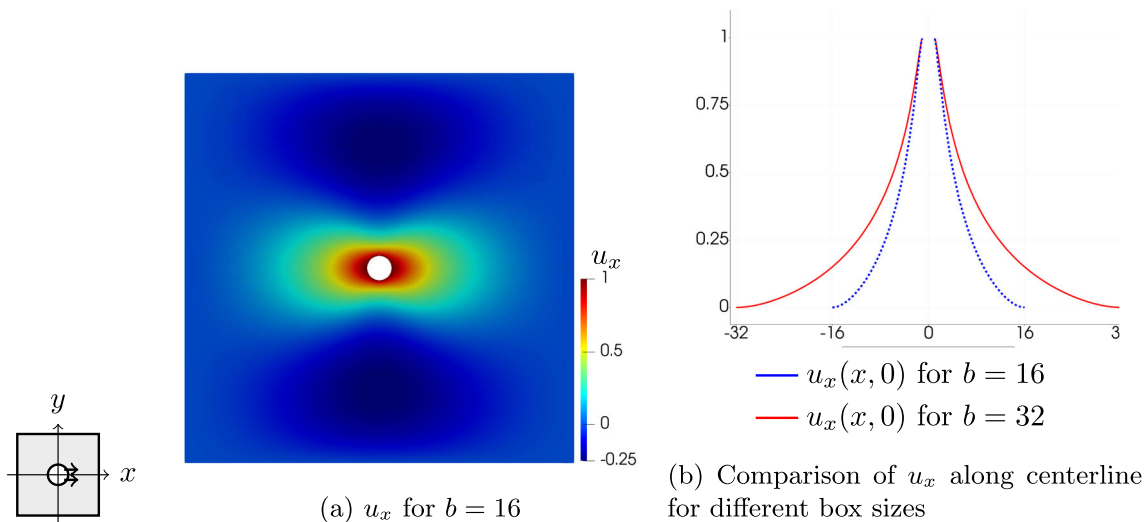 y
x
u_x
1
0.5
0
-0.25
(a) u_x for b = 16
1
0.75
0.5
0.25
0
-32
-16
0
16
3
u_x(x, 0) for b = 16
u_x(x, 0) for b = 32
(b) Comparison of u_x along centerline
for different box sizes